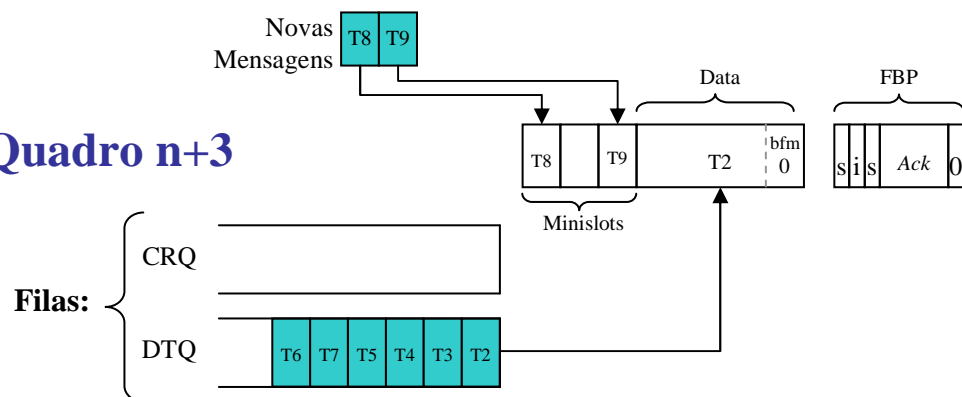 Novas
Mensagens
T8 T9
Data
FBP
Quadro n+3
T8 T9 T2 bfm
0
s i s Ack 0
Minislots
CRQ
Filas:
DTQ
T6 T7 T5 T4 T3 T2